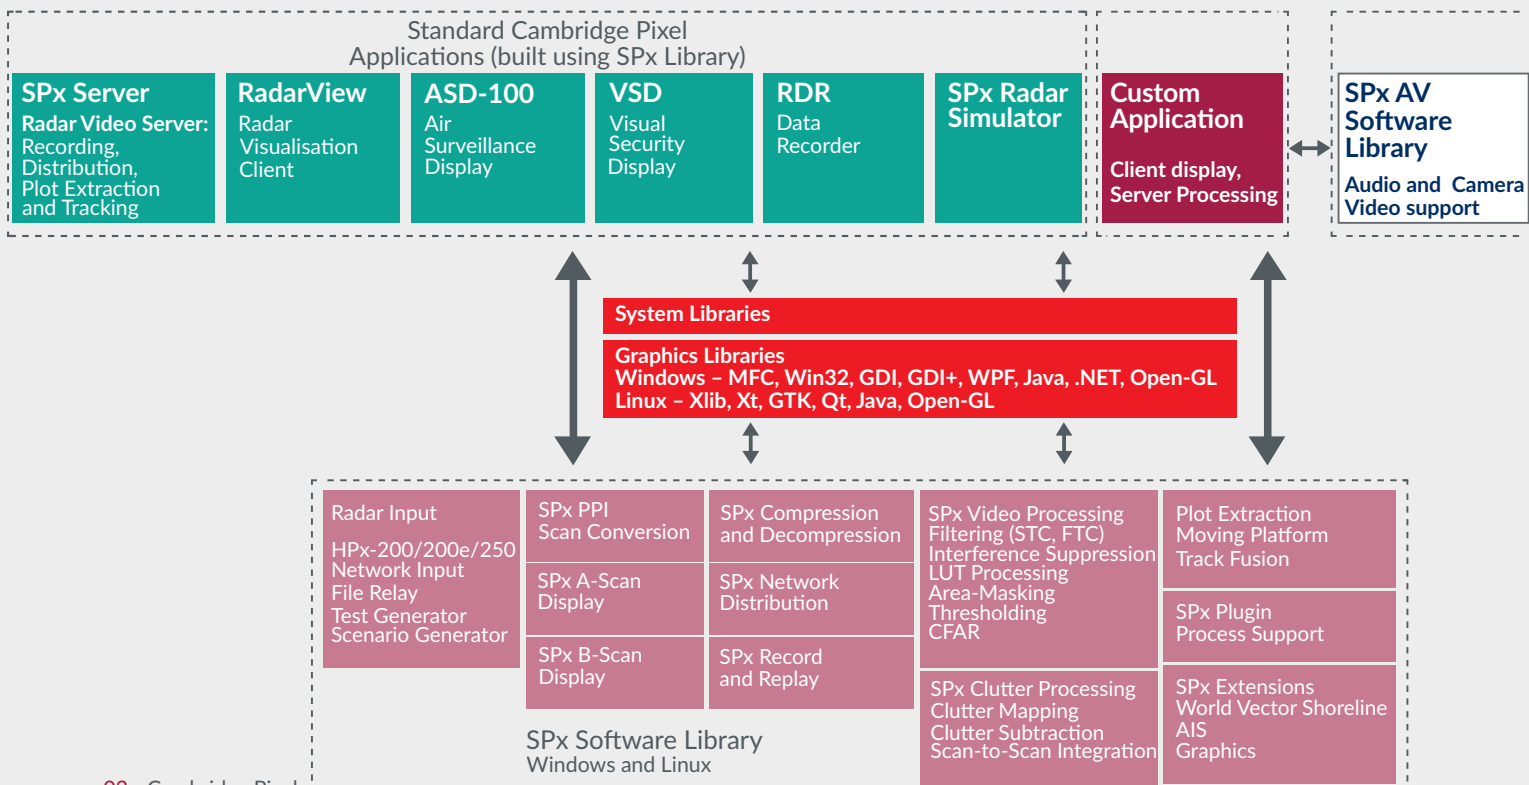 Standard Cambridge Pixel
Applications (built using SPx Library)
SPx Server
Radar Video Server:
Recording,
Distribution,
Plot Extraction
and Tracking
RadarView
Radar
Visualisation
Client
ASD-100
Air
Surveillance
Display
VSD
Visual
Security
Display
RDR
Data
Recorder
SPx Radar
Simulator
Custom
Application
Client display,
Server Processing
SPx AV
Software
Library
Audio and Camera
Video support
System Libraries
Graphics Libraries
Windows – MFC, Win32, GDI, GDI+, WPF, Java, .NET, Open-GL
Linux – Xlib, Xt, GTK, Qt, Java, Open-GL
Radar Input
HPx-200/200e/250
Network Input
File Relay
Test Generator
Scenario Generator
SPx PPI
Scan Conversion
SPx A-Scan
Display
SPx B-Scan
Display
SPx Compression
and Decompression
SPx Network
Distribution
SPx Record
and Replay
SPx Video Processing
Filtering (STC, FTC)
Interference Suppression
LUT Processing
Area-Masking
Thresholding
CFAR
SPx Clutter Processing
Clutter Mapping
Clutter Subtraction
Scan-to-Scan Integration
Plot Extraction
Moving Platform
Track Fusion
SPx Plugin
Process Support
SPx Extensions
World Vector Shoreline
AIS
Graphics
SPx Software Library
Windows and Linux
Cambridge Pixel